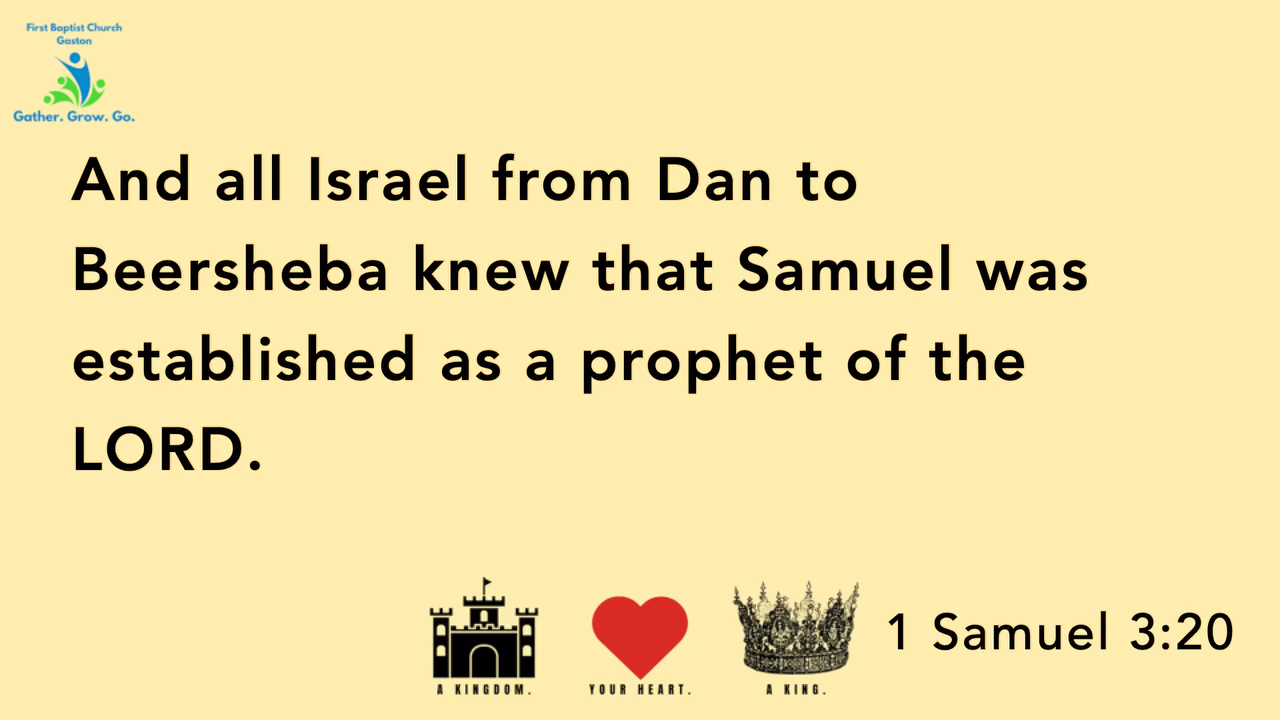 First Baptist Church
Gaston
Gather. Grow. Go.
And all Israel from Dan to
Beersheba knew that Samuel was
established as a prophet of the
LORD.
1 Samuel 3:20
A KINGDOM.
YOUR HEART.
A KING.